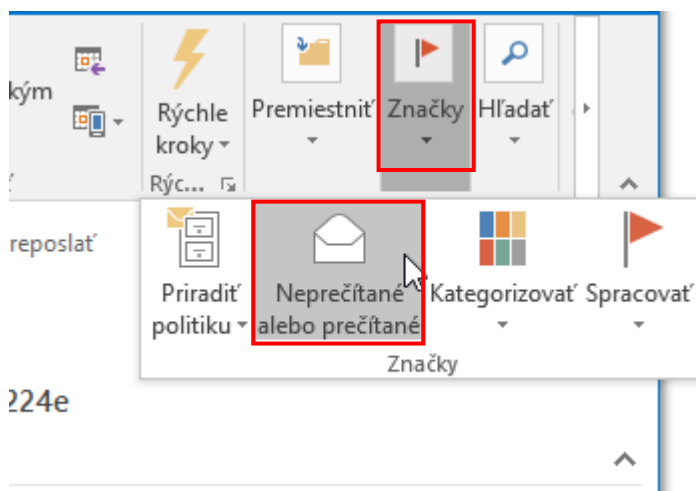 kým
Rýchle
kroky
Premiestniť
Značky
Hľadať
Rýc...
reposlať
Priradiť
politiku
Neprečítané
alebo prečítané
Kategorizovať
Spracovať
Značky
224e